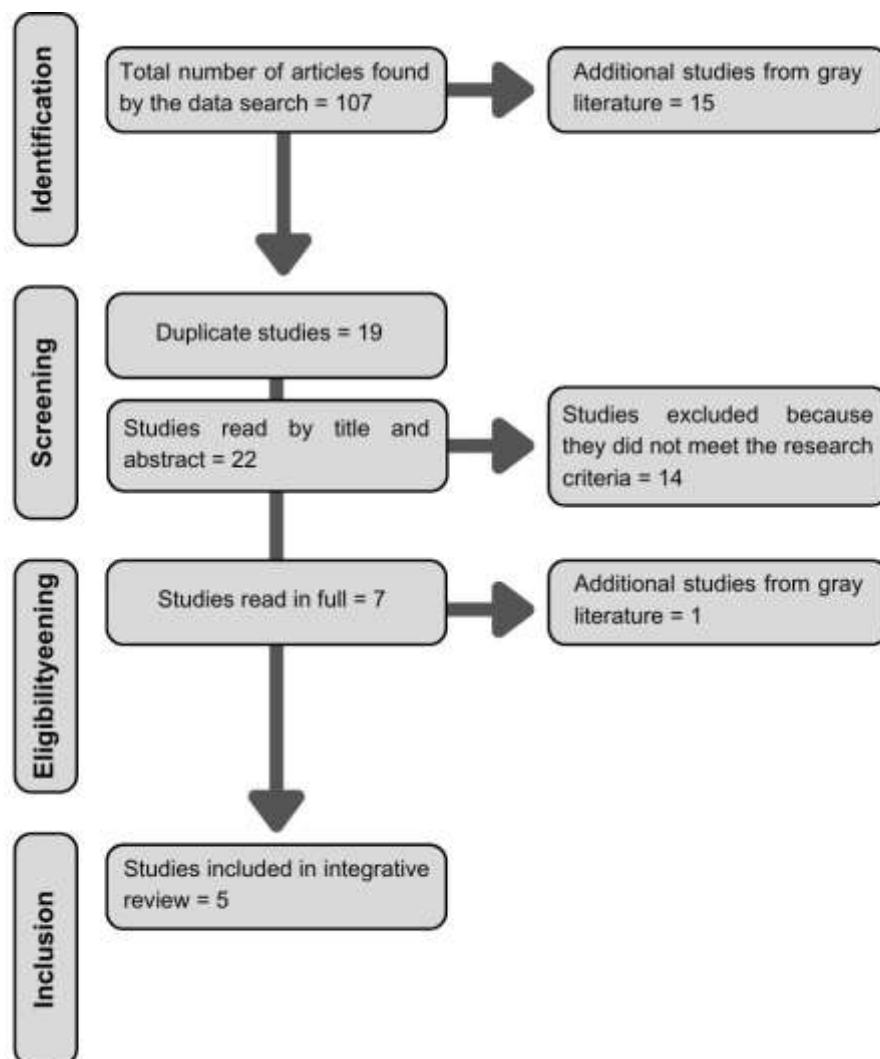 Identification
Total number of articles found
by the data search = 107
Additional studies from gray
literature = 15
Screening
Duplicate studies = 19
Studies read by title and
abstract = 22
Studies excluded because
they did not meet the research
criteria = 14
Eligibilityeening
Studies read in full = 7
Additional studies from gray
literature = 1
Inclusion
Studies included in integrative
review = 5